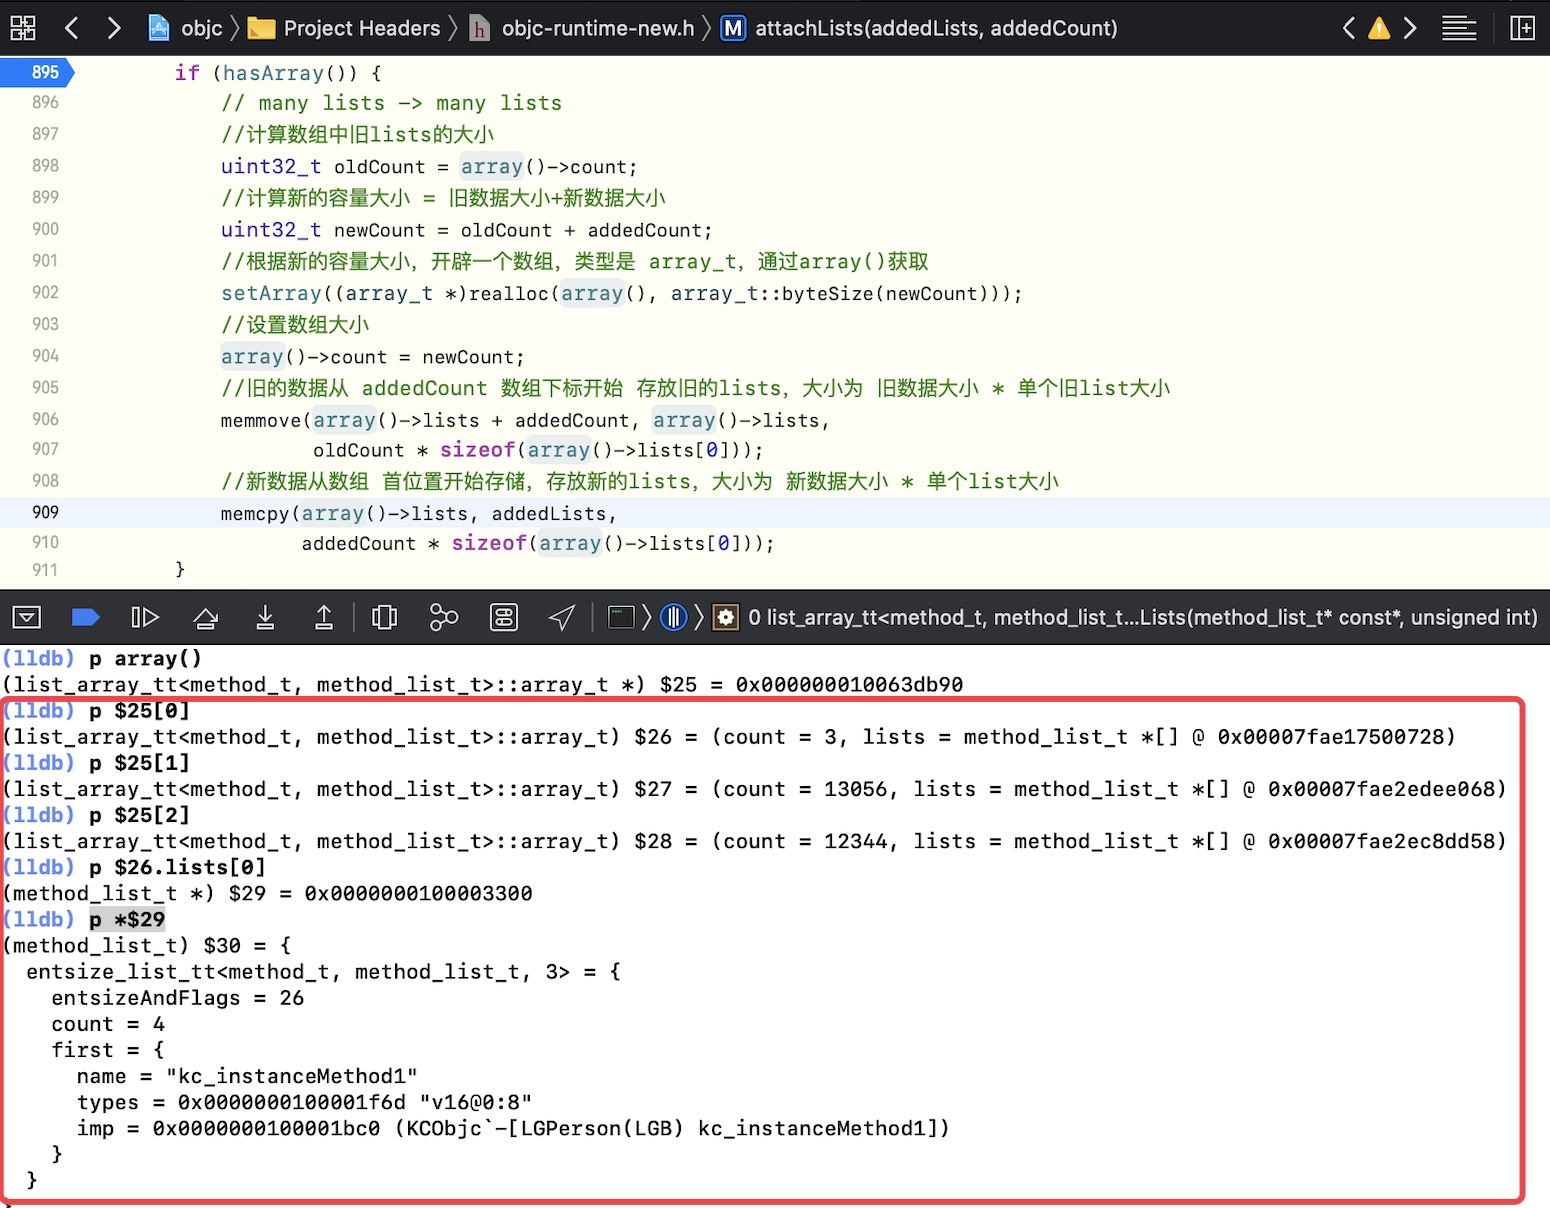 objc Project Headers h objc-runtime-new.h M attachLists(addedLists, addedCount)
895 if (hasArray()) {
896 // many lists -> many lists
897 //计算数组中旧lists的大小
898 uint32_t oldCount = array()->count;
899 //计算新的容量大小 = 旧数据大小+新数据大小
900 uint32_t newCount = oldCount + addedCount;
901 //根据新的容量大小，开辟一个数组，类型是 array_t，通过array()获取
902 setArray((array_t *)realloc(array(), array_t::byteSize(newCount)));
903 //设置数组大小
904 array()->count = newCount;
905 //旧的数据从 addedCount 数组下标开始 存放旧的lists，大小为 旧数据大小 * 单个旧list大小
906 memmove(array()->lists + addedCount, array()->lists,
907 oldCount * sizeof(array()->lists[0]));
908 //新数据从数组 首位置开始存储，存放新的lists，大小为 新数据大小 * 单个list大小
909 memcpy(array()->lists, addedLists,
910 addedCount * sizeof(array()->lists[0]));
911 }
0 list_array_tt<method_t, method_list_t…Lists(method_list_t* const*, unsigned int)
(lldb) p array()
(list_array_tt<method_t, method_list_t>::array_t *) $25 = 0x000000010063db90
(lldb) p $25[0]
(list_array_tt<method_t, method_list_t>::array_t) $26 = (count = 3, lists = method_list_t *[] @ 0x00007fae17500728)
(lldb) p $25[1]
(list_array_tt<method_t, method_list_t>::array_t) $27 = (count = 13056, lists = method_list_t *[] @ 0x00007fae2edee068)
(lldb) p $25[2]
(list_array_tt<method_t, method_list_t>::array_t) $28 = (count = 12344, lists = method_list_t *[] @ 0x00007fae2ec8dd58)
(lldb) p $26.lists[0]
(method_list_t *) $29 = 0x0000000100003300
(lldb) p *$29
(method_list_t) $30 = {
entsize_list_tt<method_t, method_list_t, 3> = {
entsizeAndFlags = 26
count = 4
first = {
name = "kc_instanceMethod1"
types = 0x0000000100001f6d "v16@0:8"
imp = 0x0000000100001bc0 (KCObjc`-[LGPerson(LGB) kc_instanceMethod1])
}
}